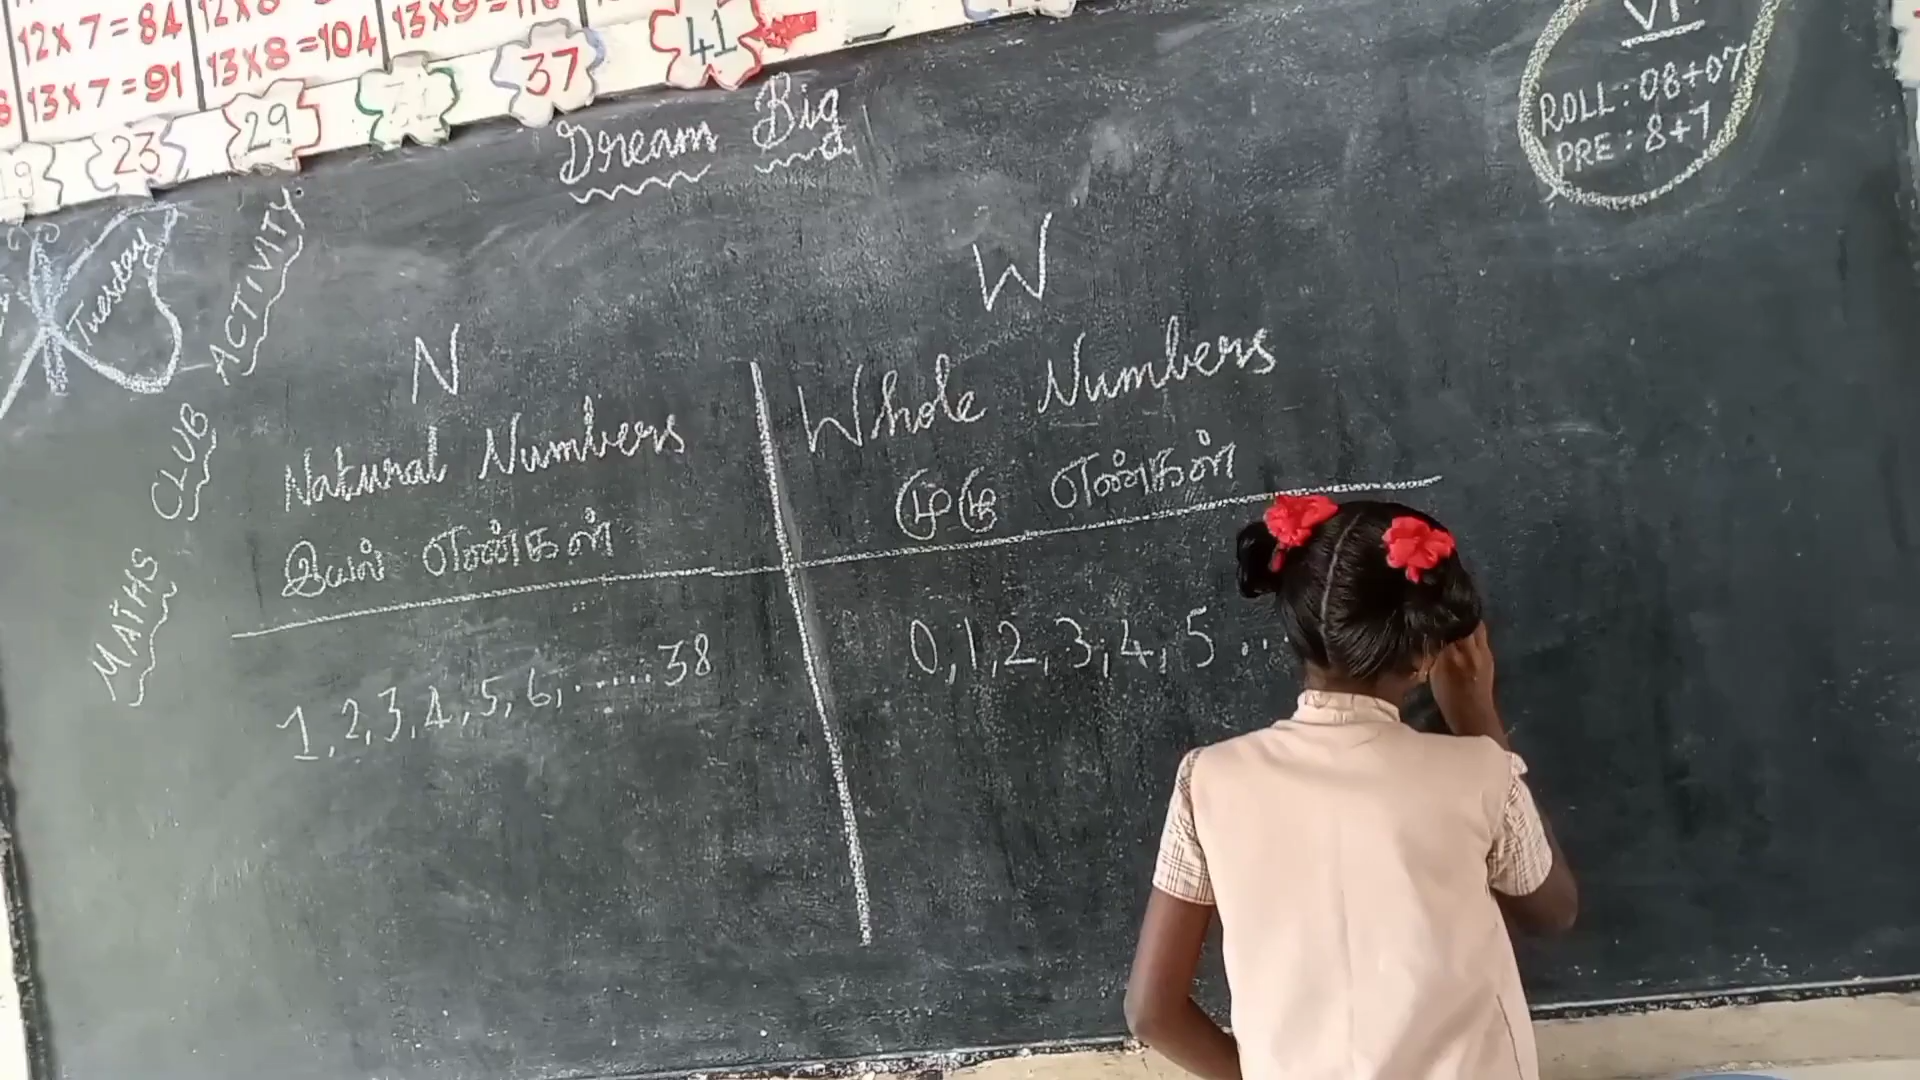 12x7=84
13x8=104
13x7=91
23
29
31
37
41
Dream Big
ROLL: 08+07
PRE: 8+7
Tuesday
MATHS CLUB ACTIVITY
N
W
Natural Numbers
Whole Numbers
இயல் எண்கள்
முழு எண்கள்
1,2,3,4,5,6,......38
0,1,2,3,4,5..